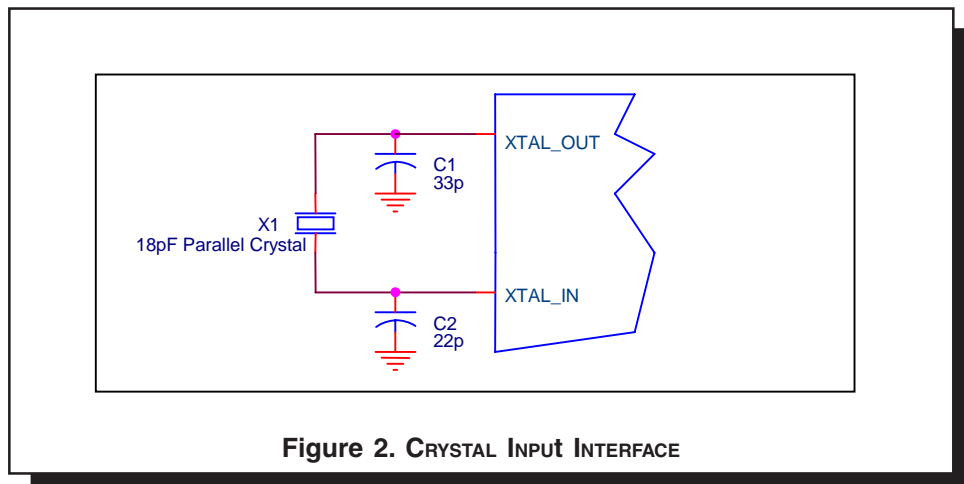 XTAL_OUT
C1
33p
X1
18pF Parallel Crystal
XTAL_IN
C2
22p
Figure 2. CRYSTAL INPUt INTERFACE